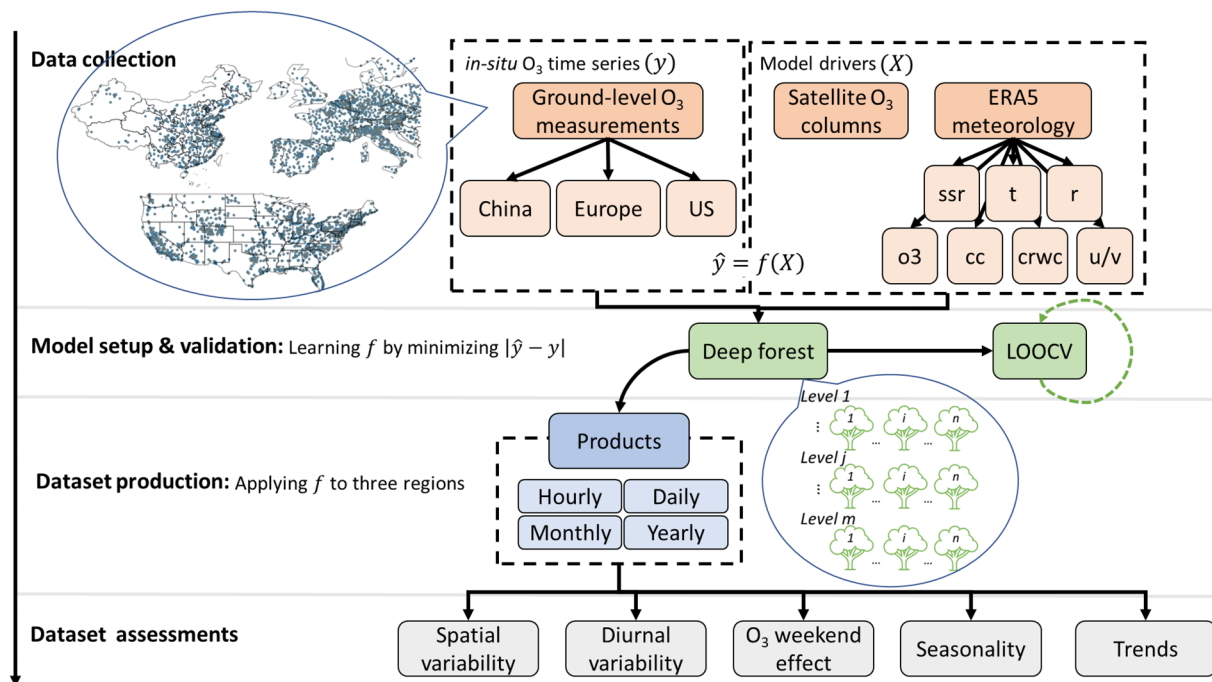 Data collection
in-situ O₃ time series (y)
Ground-level O₃
measurements
China
Europe
US
Model drivers (X)
Satellite O₃
columns
ERA5
meteorology
ssr
t
r
o3
cc
crwc
u/v
ŷ = f(X)
Model setup & validation: Learning f by minimizing |ŷ − y|
Deep forest
LOOCV
Level 1
1
i
n
⋮
... ...
Level j
1
i
n
⋮
... ...
Level m
1
i
n
... ...
Dataset production: Applying f to three regions
Products
Hourly
Daily
Monthly
Yearly
Dataset assessments
Spatial
variability
Diurnal
variability
O₃ weekend
effect
Seasonality
Trends